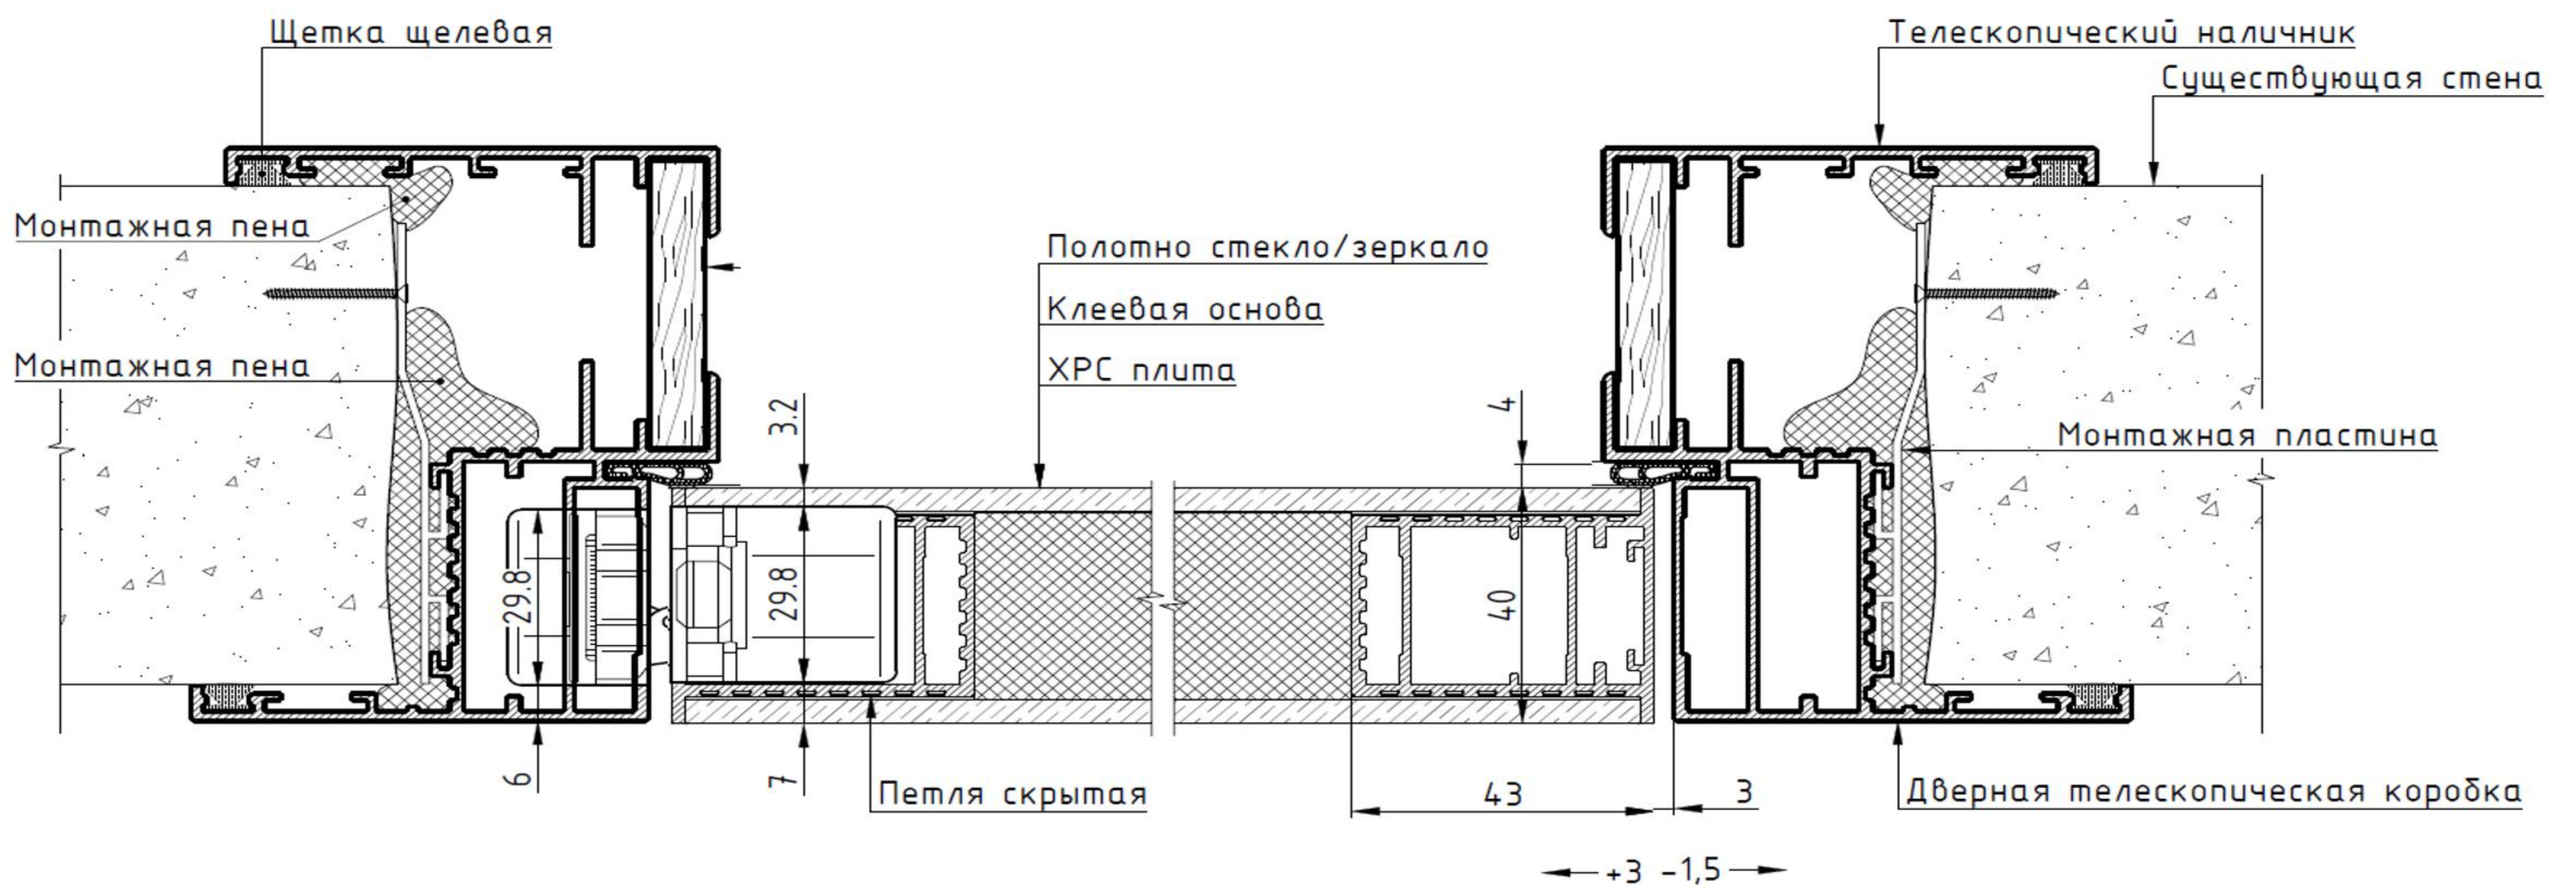 Щетка щелевая
Телескопический наличник
Существующая стена
Монтажная пена
Полотно стекло/зеркало
Клеевая основа
Монтажная пена
ХРС плита
3.2
4
Монтажная пластина
29.8
29.8
40
6
7
Петля скрытая
43
3
Дверная телескопическая коробка
+3 -1,5